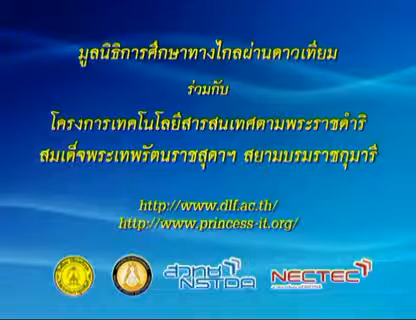 มูลนิธิการศึกษาทางไกลผ่านดาวเทียม
ร่วมกับ
โครงการเทคโนโลยีสารสนเทศตามพระราชดำริ
สมเด็จพระเทพรัตนราชสุดาฯ สยามบรมราชกุมารี
http://www.dlf.ac.th/
http://www.princess-it.org/
สวทช
NSTDA
NECTEC